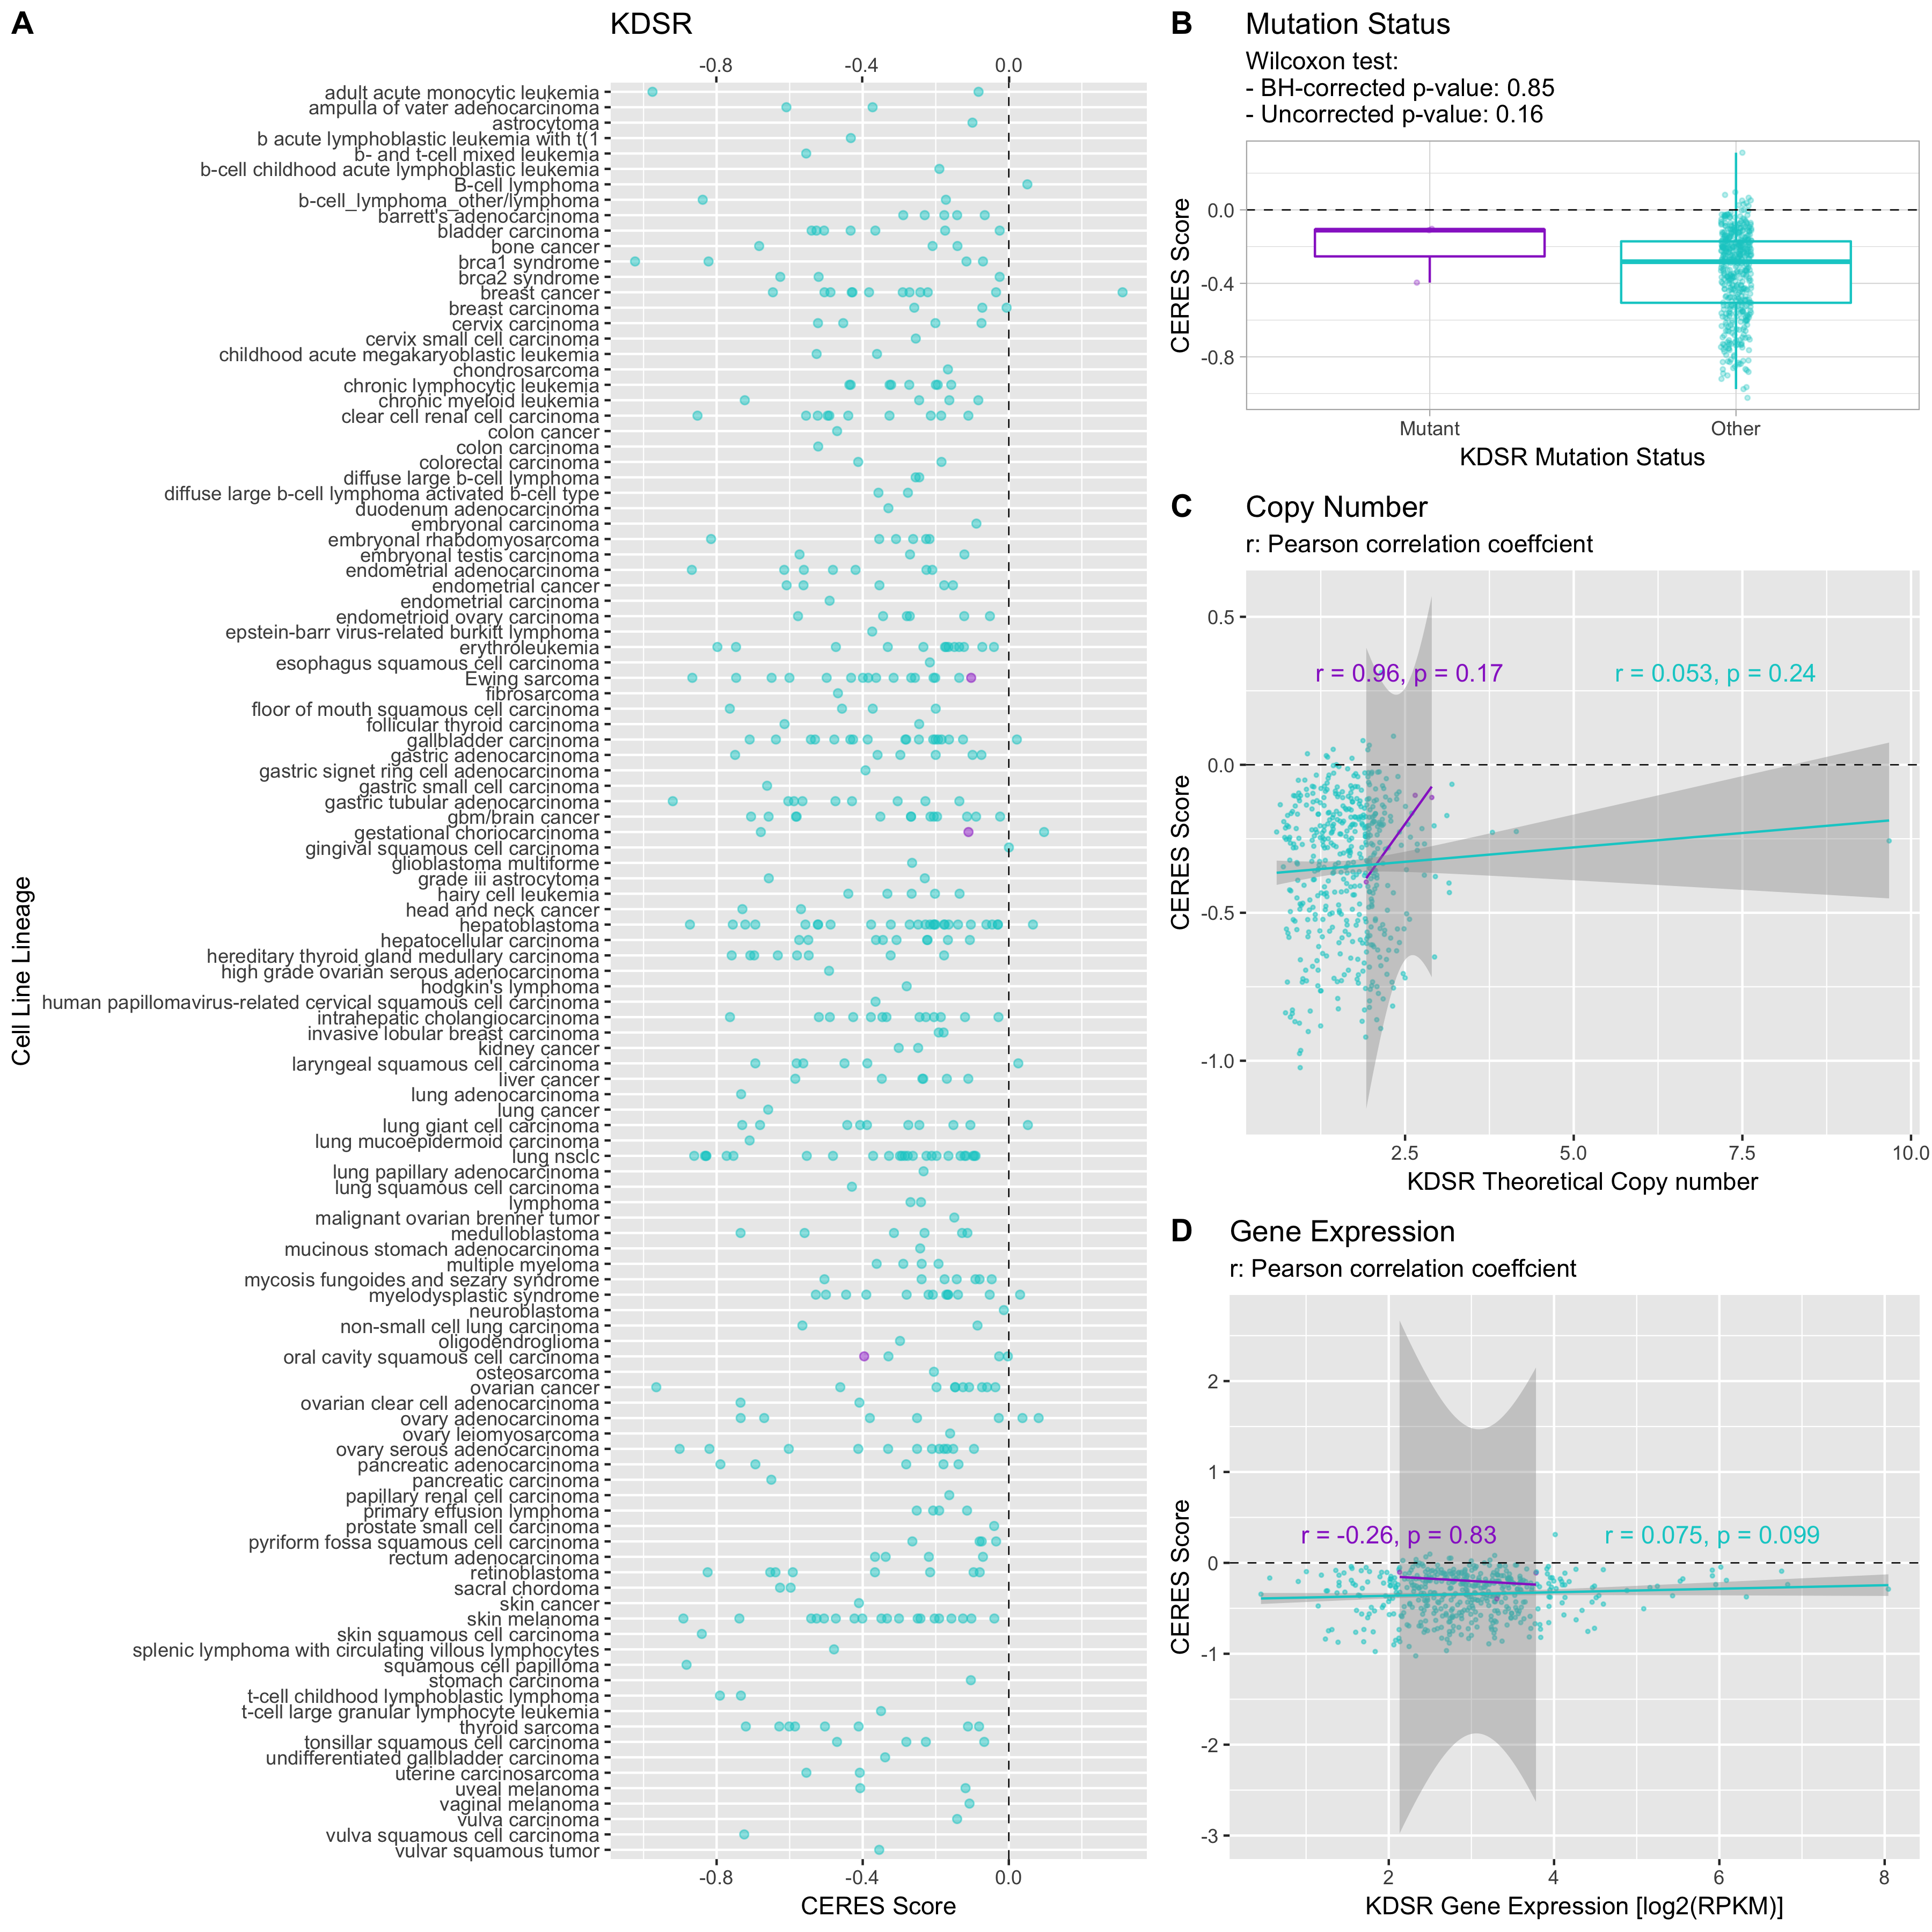 A
KDSR
-0.8
-0.4
0.0
adult acute monocytic leukemia
ampulla of vater adenocarcinoma
astrocytoma
b acute lymphoblastic leukemia with t(1
b- and t-cell mixed leukemia
b-cell childhood acute lymphoblastic leukemia
B-cell lymphoma
b-cell_lymphoma_other/lymphoma
barrett's adenocarcinoma
bladder carcinoma
bone cancer
brca1 syndrome
brca2 syndrome
breast cancer
breast carcinoma
cervix carcinoma
cervix small cell carcinoma
childhood acute megakaryoblastic leukemia
chondrosarcoma
chronic lymphocytic leukemia
chronic myeloid leukemia
clear cell renal cell carcinoma
colon cancer
colon carcinoma
colorectal carcinoma
diffuse large b-cell lymphoma
diffuse large b-cell lymphoma activated b-cell type
duodenum adenocarcinoma
embryonal carcinoma
embryonal rhabdomyosarcoma
embryonal testis carcinoma
endometrial adenocarcinoma
endometrial cancer
endometrial carcinoma
endometrioid ovary carcinoma
epstein-barr virus-related burkitt lymphoma
erythroleukemia
esophagus squamous cell carcinoma
Ewing sarcoma
fibrosarcoma
floor of mouth squamous cell carcinoma
follicular thyroid carcinoma
gallbladder carcinoma
gastric adenocarcinoma
gastric signet ring cell adenocarcinoma
gastric small cell carcinoma
gastric tubular adenocarcinoma
gbm/brain cancer
gestational choriocarcinoma
gingival squamous cell carcinoma
glioblastoma multiforme
grade iii astrocytoma
hairy cell leukemia
head and neck cancer
hepatoblastoma
hepatocellular carcinoma
hereditary thyroid gland medullary carcinoma
high grade ovarian serous adenocarcinoma
hodgkin's lymphoma
human papillomavirus-related cervical squamous cell carcinoma
intrahepatic cholangiocarcinoma
invasive lobular breast carcinoma
kidney cancer
laryngeal squamous cell carcinoma
liver cancer
lung adenocarcinoma
lung cancer
lung giant cell carcinoma
lung mucoepidermoid carcinoma
lung nsclc
lung papillary adenocarcinoma
lung squamous cell carcinoma
lymphoma
malignant ovarian brenner tumor
medulloblastoma
mucinous stomach adenocarcinoma
multiple myeloma
mycosis fungoides and sezary syndrome
myelodysplastic syndrome
neuroblastoma
non-small cell lung carcinoma
oligodendroglioma
oral cavity squamous cell carcinoma
osteosarcoma
ovarian cancer
ovarian clear cell adenocarcinoma
ovary adenocarcinoma
ovary leiomyosarcoma
ovary serous adenocarcinoma
pancreatic adenocarcinoma
pancreatic carcinoma
papillary renal cell carcinoma
primary effusion lymphoma
prostate small cell carcinoma
pyriform fossa squamous cell carcinoma
rectum adenocarcinoma
retinoblastoma
sacral chordoma
skin cancer
skin melanoma
skin squamous cell carcinoma
splenic lymphoma with circulating villous lymphocytes
squamous cell papilloma
stomach carcinoma
t-cell childhood lymphoblastic lymphoma
t-cell large granular lymphocyte leukemia
thyroid sarcoma
tonsillar squamous cell carcinoma
undifferentiated gallbladder carcinoma
uterine carcinosarcoma
uveal melanoma
vaginal melanoma
vulva carcinoma
vulva squamous cell carcinoma
vulvar squamous tumor
-0.8
-0.4
0.0
CERES Score
Cell Line Lineage
B
Mutation Status
Wilcoxon test:
- BH-corrected p-value: 0.85
- Uncorrected p-value: 0.16
0.0
-0.4
-0.8
CERES Score
Mutant
Other
KDSR Mutation Status
C
Copy Number
r: Pearson correlation coeffcient
r = 0.96, p = 0.17
r = 0.053, p = 0.24
0.5
0.0
-0.5
-1.0
CERES Score
2.5
5.0
7.5
10.0
KDSR Theoretical Copy number
D
Gene Expression
r: Pearson correlation coeffcient
r = -0.26, p = 0.83
r = 0.075, p = 0.099
2
1
0
-1
-2
-3
CERES Score
2
4
6
8
KDSR Gene Expression [log2(RPKM)]